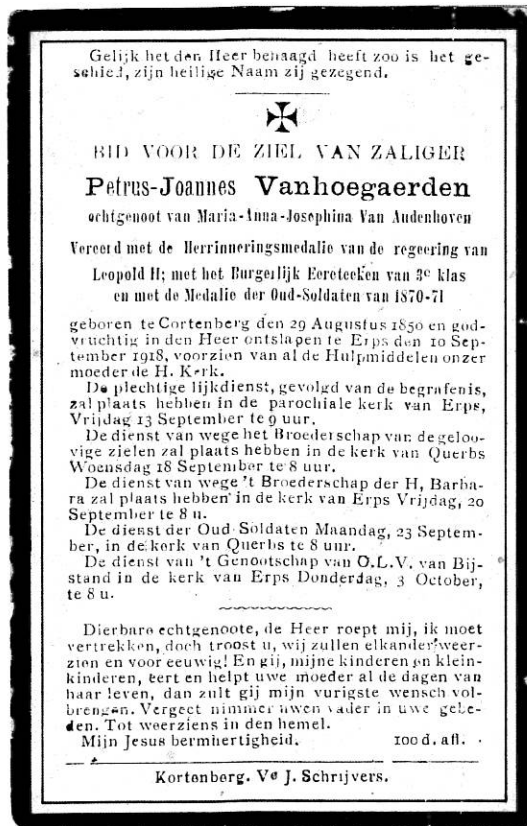 Gelijk het den Heer behaagd heeft zoo is het ge-
schied, zijn heilige Naam zij gezegend.
BID VOOR DE ZIEL VAN ZALIGER
Petrus-Joannes Vanhoegaerden
echtgenoot van Maria-Anna-Josephina Van Audenhoven
Vereerd met de Herrinneringsmedalie van de regeering van
Leopold II; met het Burgerlijk Eereteeken van 3e klas
en met de Medalie der Oud-Soldaten van 1870-71
geboren te Cortenberg den 29 Augustus 1850 en god-
vruchtig in den Heer ontslapen te Erps den 10 Sep-
tember 1918, voorzien van al de Hulpmiddelen onzer
moeder de H. Kerk.
De plechtige lijkdienst, gevolgd van de begrafenis,
zal plaats hebben in de parochiale kerk van Erps,
Vrijdag 13 September te 9 uur.
De dienst van wege het Broederschap van de geloo-
vige zielen zal plaats hebben in de kerk van Querbs
Woensdag 18 September te 8 uur.
De dienst van wege 't Broederschap der H, Barba-
ra zal plaats hebben in de kerk van Erps Vrijdag, 20
September te 8 u.
De dienst der Oud-Soldaten Maandag, 23 Septem-
ber, in de kerk van Querbs te 8 uur.
De dienst van 't Genootschap van O.L.V. van Bij-
stand in de kerk van Erps Donderdag, 3 October,
te 8 u.
Dierbare echtgenoote, de Heer roept mij, ik moet
vertrekken, doch troost u, wij zullen elkander weer-
zien en voor eeuwig! En gij, mijne kinderen en klein-
kinderen, eert en helpt uwe moeder al de dagen van
haar leven, dan zult gij mijn vurigste wensch vol-
brengen. Vergeet nimmer uwen vader in uwe gebe-
den. Tot weerziens in den hemel.
Mijn Jesus bermhertigheid. 100 d. afl.
Kortenberg. Ve J. Schrijvers.